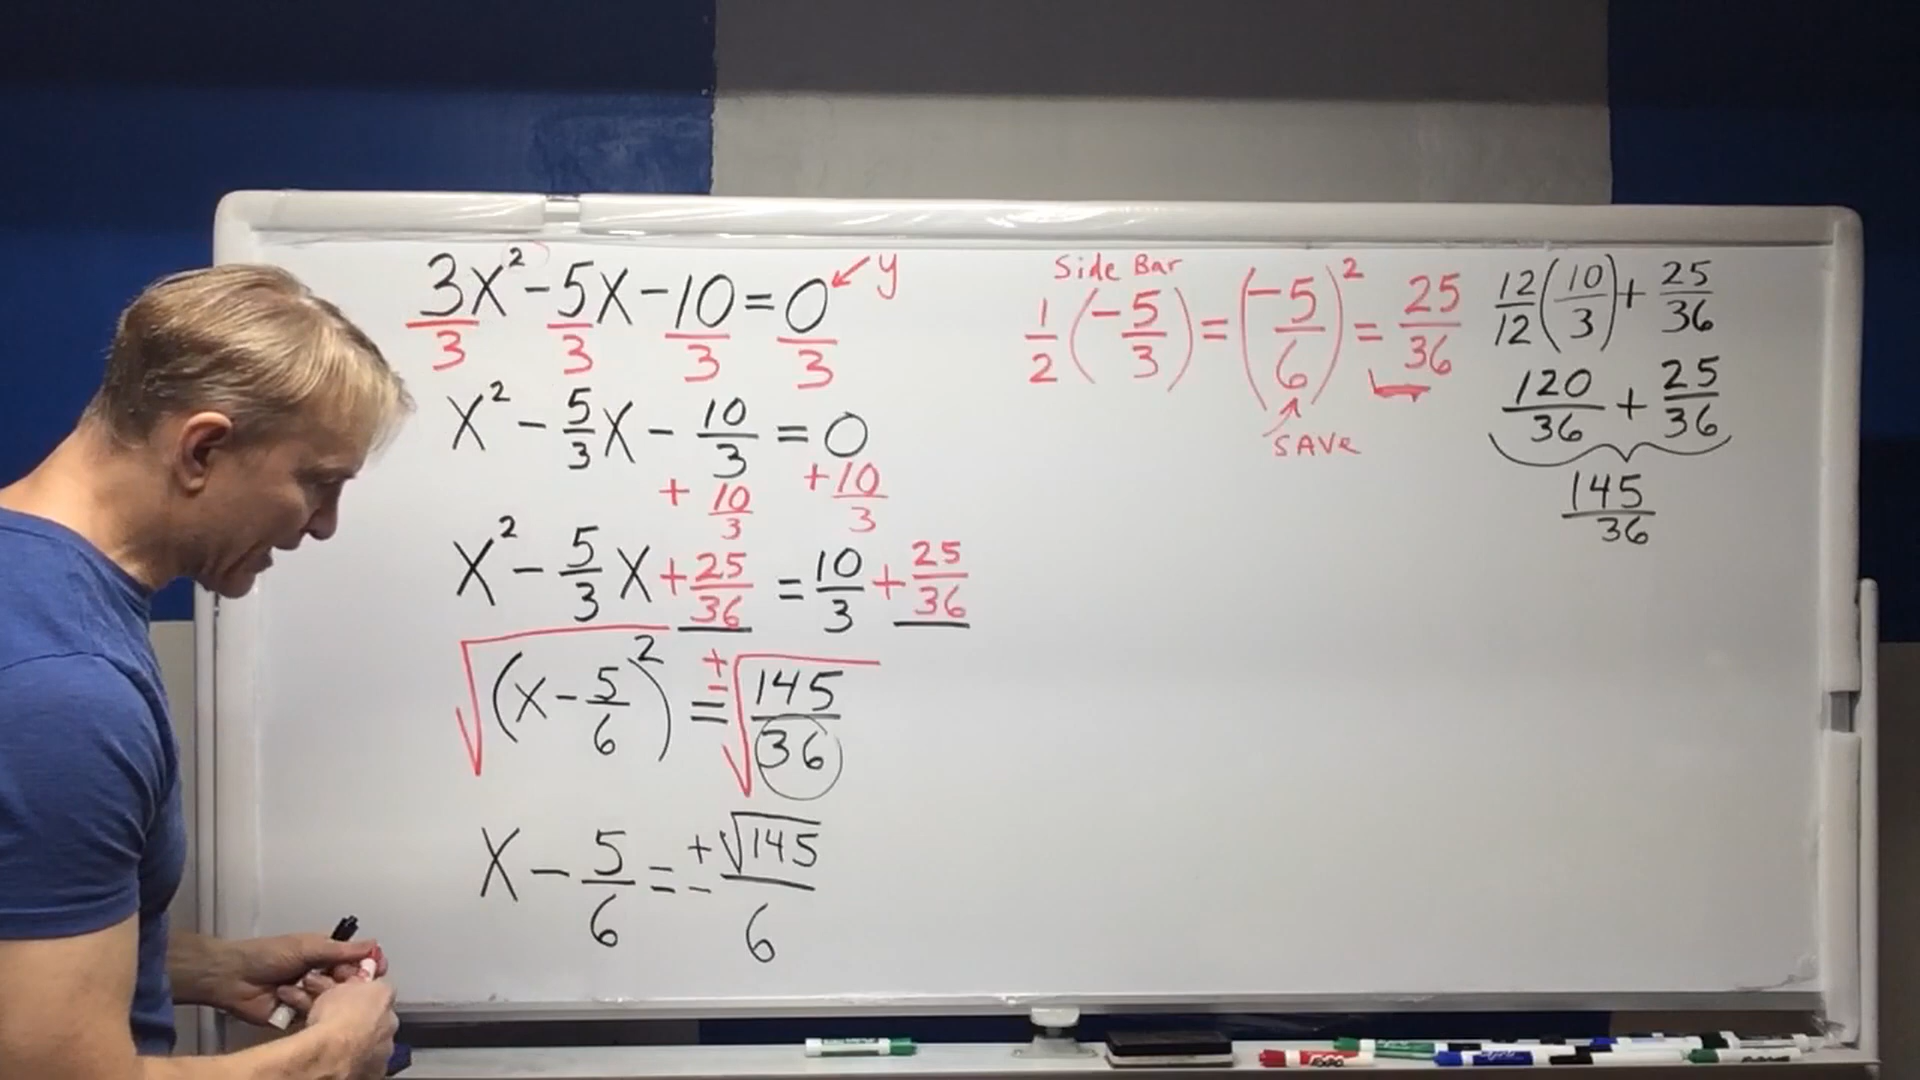 3x² - 5x - 10 = 0 ↙ y
3 3 3 3
x² - 5/3 x - 10/3 = 0
+ 10/3 + 10/3
x² - 5/3 x + 25/36 = 10/3 + 25/36
√(x - 5/6)² = ±√145/36
x - 5/6 = ±√145/6
Side Bar
1/2 (-5/3) = (-5/6)² = 25/36
SAVe
12/12 (10/3) + 25/36
120/36 + 25/36
145/36
EXPO